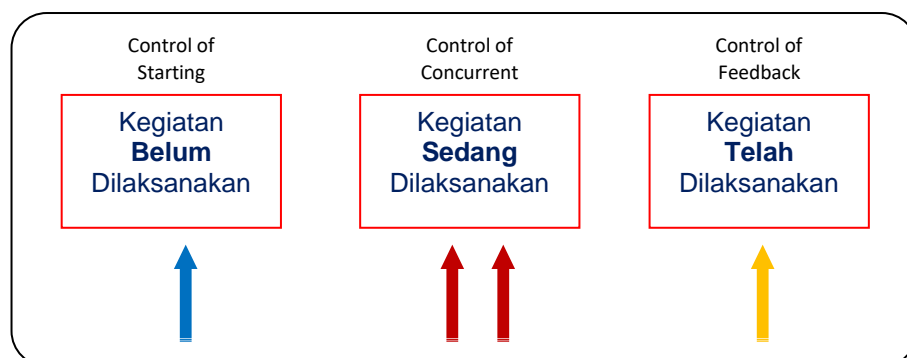 Control of
Starting
Kegiatan
Belum
Dilaksanakan
Control of
Concurrent
Kegiatan
Sedang
Dilaksanakan
Control of
Feedback
Kegiatan
Telah
Dilaksanakan